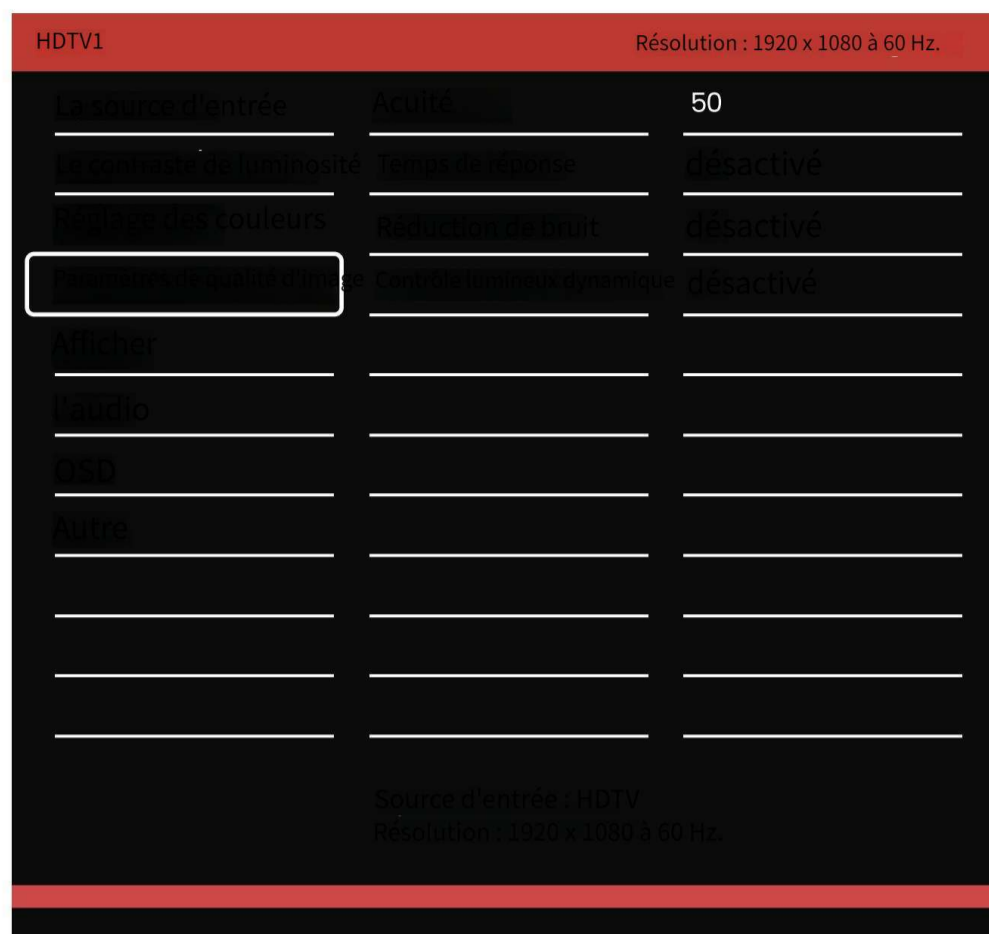 HDTV1
Résolution : 1920 x 1080 à 60 Hz.
La source d'entrée
Acuité
50
Le contraste de luminosité
Temps de réponse
désactivé
Réglage des couleurs
Réduction de bruit
désactivé
Paramètres de qualité d'image
Contrôle lumineux dynamique
désactivé
Afficher
l'audio
OSD
Autre
Source d'entrée : HDTV
Résolution : 1920 x 1080 à 60 Hz.